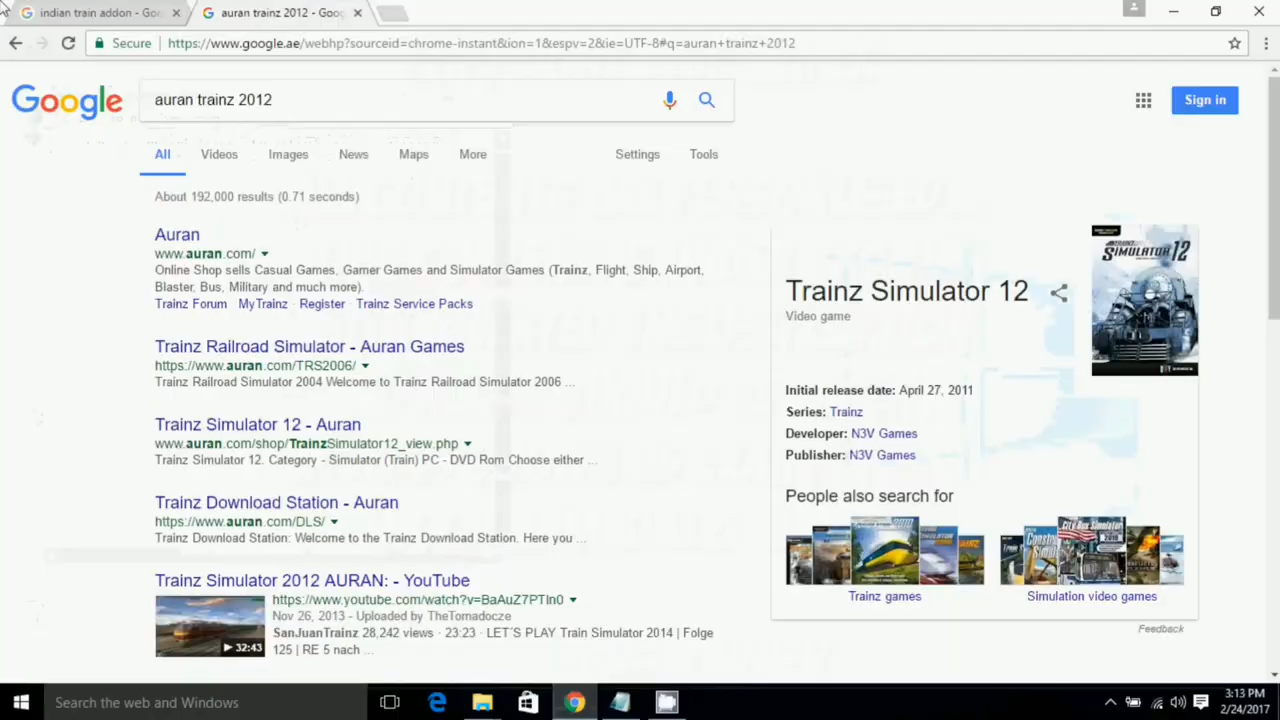 indian train addon - Goo
auran trainz 2012 - Goo
Secure
https://www.google.ae/webhp?sourceid=chrome-instant&ion=1&espv=2&ie=UTF-8#q=auran+trainz+2012
Google
auran trainz 2012
Sign in
All
Videos
Images
News
Maps
More
Settings
Tools
About 192,000 results (0.71 seconds)
Auran
www.auran.com/
Online Shop sells Casual Games, Gamer Games and Simulator Games (Trainz, Flight, Ship, Airport,
Blaster, Bus, Military and much more).
Trainz Forum · MyTrainz · Register · Trainz Service Packs
Trainz Railroad Simulator - Auran Games
https://www.auran.com/TRS2006/
Trainz Railroad Simulator 2004 Welcome to Trainz Railroad Simulator 2006 ...
Trainz Simulator 12 - Auran
www.auran.com/shop/TrainzSimulator12_view.php
Trainz Simulator 12. Category - Simulator (Train) PC - DVD Rom Choose either ...
Trainz Download Station - Auran
https://www.auran.com/DLS/
Trainz Download Station: Welcome to the Trainz Download Station. Here you ...
Trainz Simulator 2012 AURAN: - YouTube
https://www.youtube.com/watch?v=BaAuZ7PTIn0
Nov 26, 2013 - Uploaded by TheTomadocze
SanJuanTrainz 28,242 views · 23:23 · LET´S PLAY Train Simulator 2014 | Folge
125 | RE 5 nach ...
32:43
Trainz Simulator 12
Video game
SIMULATOR 12
Initial release date: April 27, 2011
Series: Trainz
Developer: N3V Games
Publisher: N3V Games
People also search for
Trainz games
Simulation video games
Feedback
Search the web and Windows
3:13 PM
2/24/2017